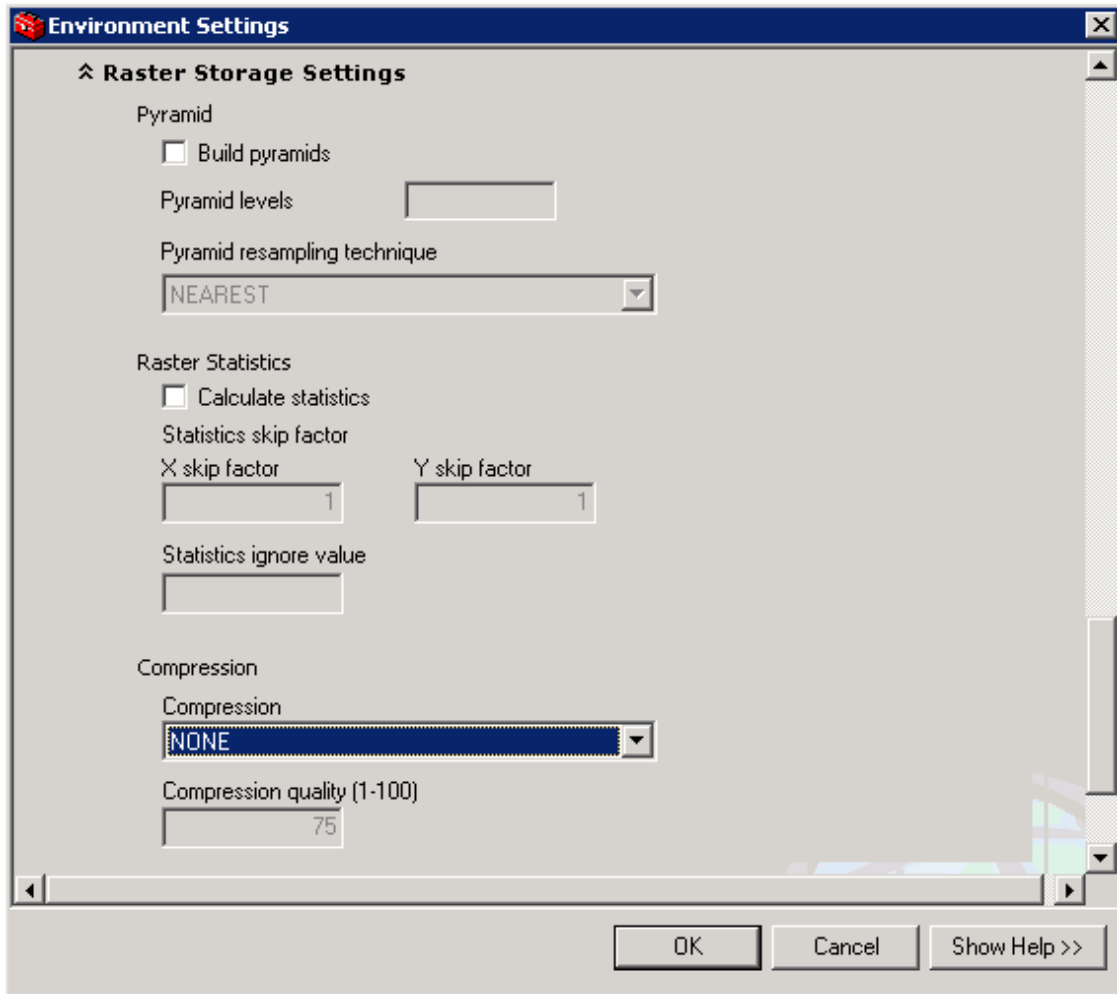 Environment Settings
Raster Storage Settings
Pyramid
Build pyramids
Pyramid levels
Pyramid resampling technique
NEAREST
Raster Statistics
Calculate statistics
Statistics skip factor
X skip factor Y skip factor
1 1
Statistics ignore value
Compression
Compression
NONE
Compression quality (1-100)
75
OK Cancel Show Help >>